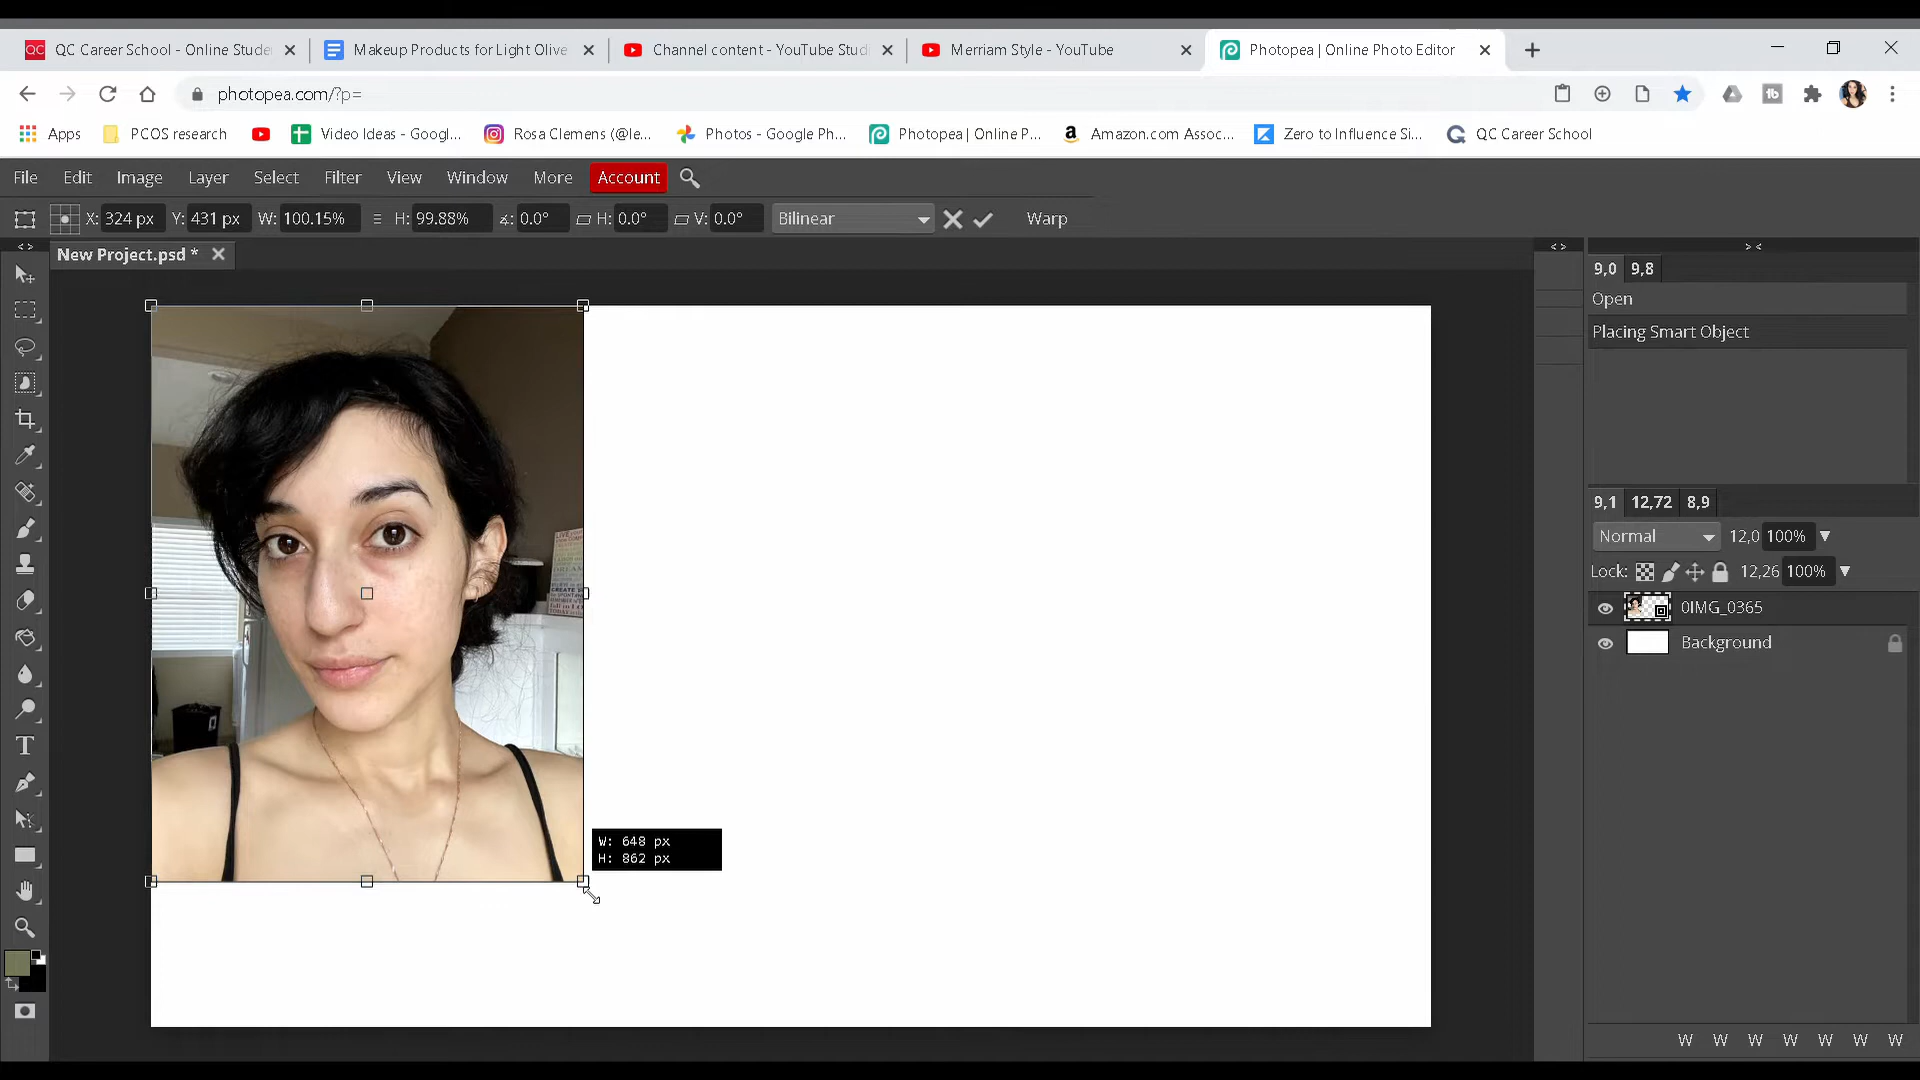 QC QC Career School - Online Stude
Makeup Products for Light Olive
Channel content - YouTube Stud
Merriam Style - YouTube
Photopea | Online Photo Editor
photopea.com/?p=
Apps
PCOS research
Video Ideas - Googl...
Rosa Clemens (@le...
Photos - Google Ph...
Photopea | Online P...
Amazon.com Assoc...
Zero to Influence Si...
QC Career School
File Edit Image Layer Select Filter View Window More Account
X: 324 px Y: 431 px W: 100.15% H: 99.88% ∡: 0.0° H: 0.0° V: 0.0° Bilinear Warp
< >
New Project.psd *
< >
> <
9,0 9,8
Open
Placing Smart Object
9,1 12,72 8,9
Normal 12,0 100%
Lock: 12,26 100%
0IMG_0365
Background
W: 648 px
H: 862 px
W W W W W W W